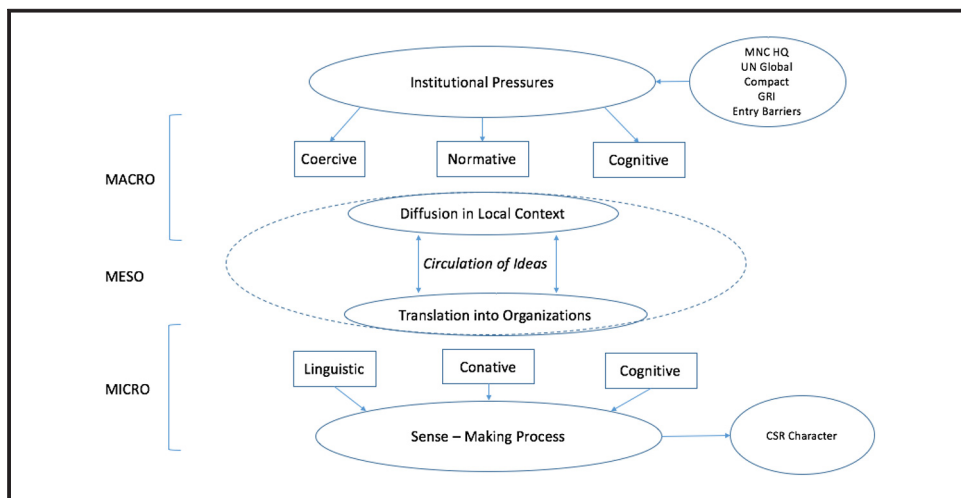 MNC HQ
UN Global
Compact
GRI
Entry Barriers
Institutional Pressures
Coercive
Normative
Cognitive
MACRO
Diffusion in Local Context
Circulation of Ideas
MESO
Translation into Organizations
Linguistic
Conative
Cognitive
MICRO
Sense – Making Process
CSR Character